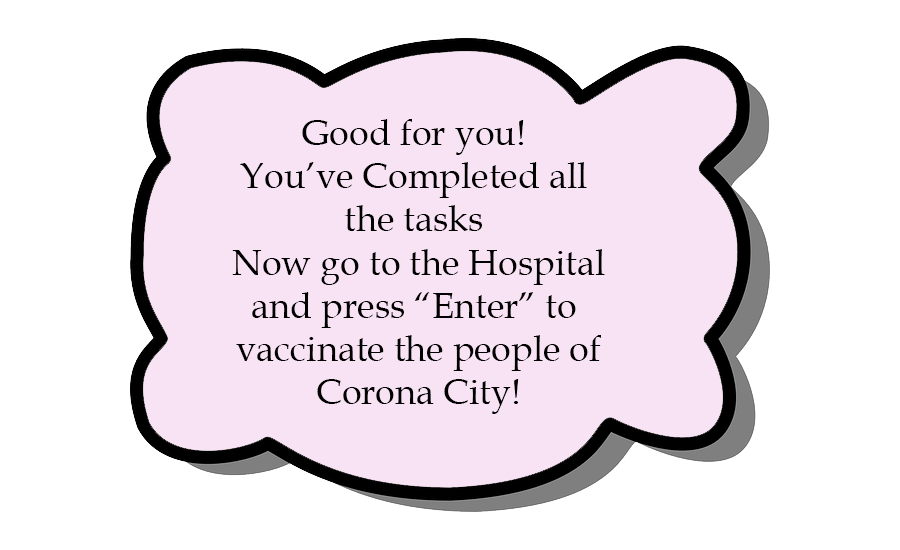 Good for you!
You’ve Completed all
the tasks
Now go to the Hospital
and press “Enter” to
vaccinate the people of
Corona City!